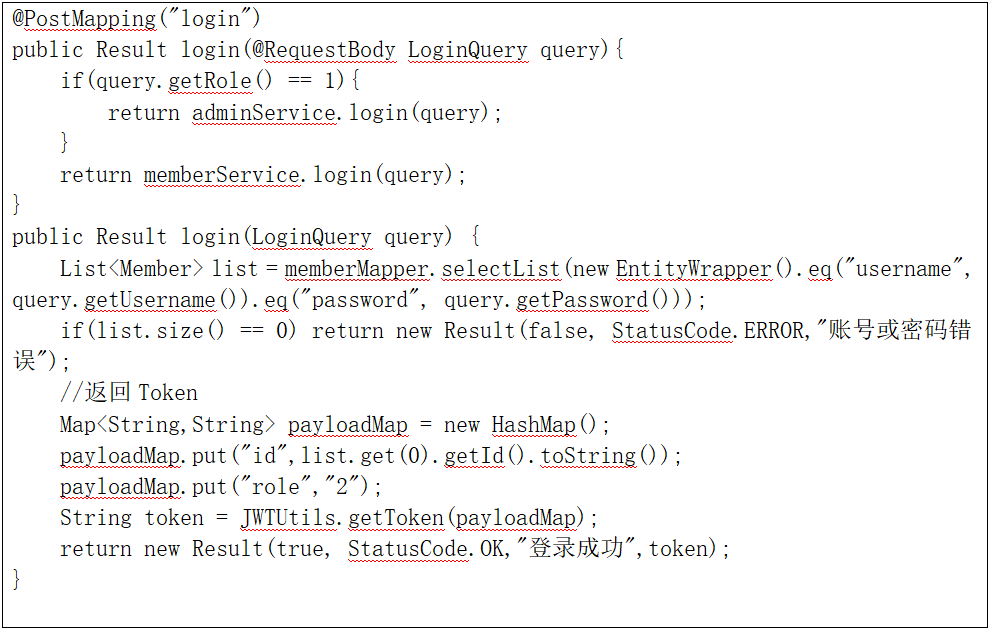 @PostMapping("login")
public Result login(@RequestBody LoginQuery query){
    if(query.getRole() == 1){
        return adminService.login(query);
    }
    return memberService.login(query);
}
public Result login(LoginQuery query) {
    List<Member> list = memberMapper.selectList(new EntityWrapper().eq("username",
query.getUsername()).eq("password", query.getPassword()));
    if(list.size() == 0) return new Result(false, StatusCode.ERROR,"账号或密码错
误");
    //返回 Token
    Map<String,String> payloadMap = new HashMap();
    payloadMap.put("id",list.get(0).getId().toString());
    payloadMap.put("role","2");
    String token = JWTUtils.getToken(payloadMap);
    return new Result(true, StatusCode.OK,"登录成功",token);
}